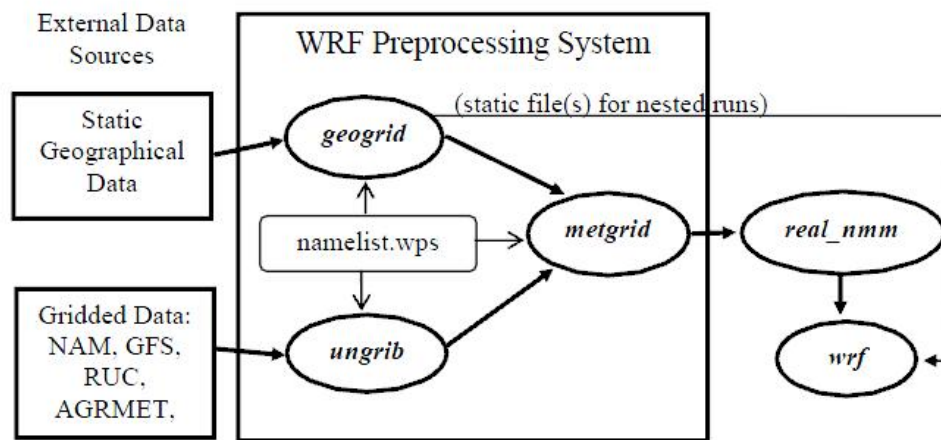 External Data
Sources
WRF Preprocessing System
Static
Geographical
Data
(static file(s) for nested runs)
geogrid
namelist.wps
metgrid
real_nmm
Gridded Data:
NAM, GFS,
RUC,
AGRMET,
ungrib
wrf